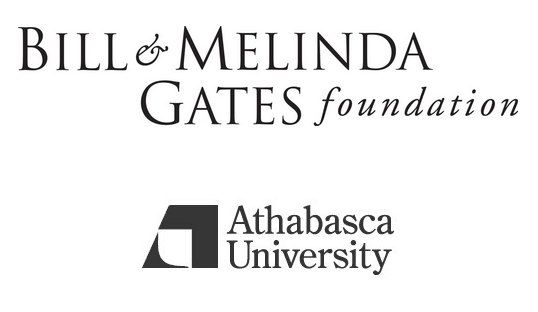 BILL & MELINDA
GATES foundation
Athabasca
University